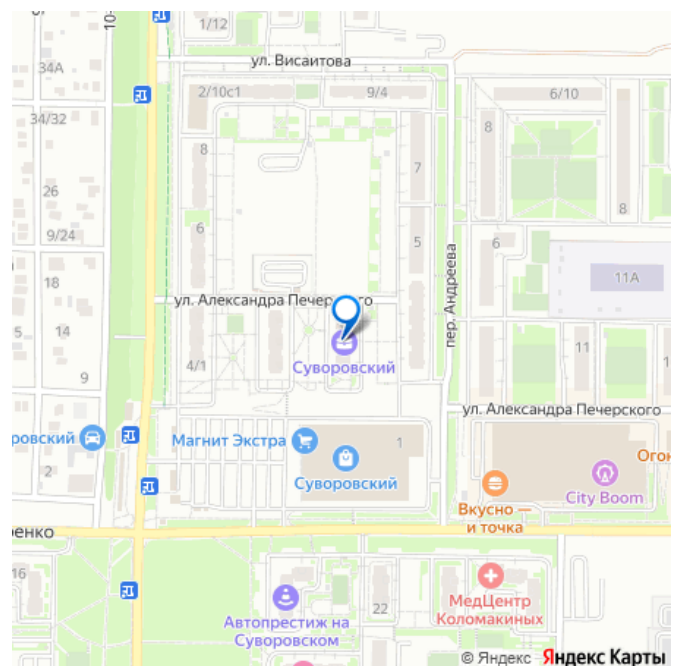 1/12
10-
ул. Висаитова
34А
2/10с1
9/4
6/10
34/32
8
7
8
26
6
8
9/24
5
6
пер. Андреева
18
11А
ул. Александра Печерского
5
14
4/1
Суворовский
11
1
9
ул. Александра Печерского
ровский
Магнит Экстра
1
2
Суворовский
Огон
City Boom
Вкусно —
и точка
ренко
16
МедЦентр
Коломакиных
22
Автопрестиж на
Суворовском
© Яндекс Яндекс Карты